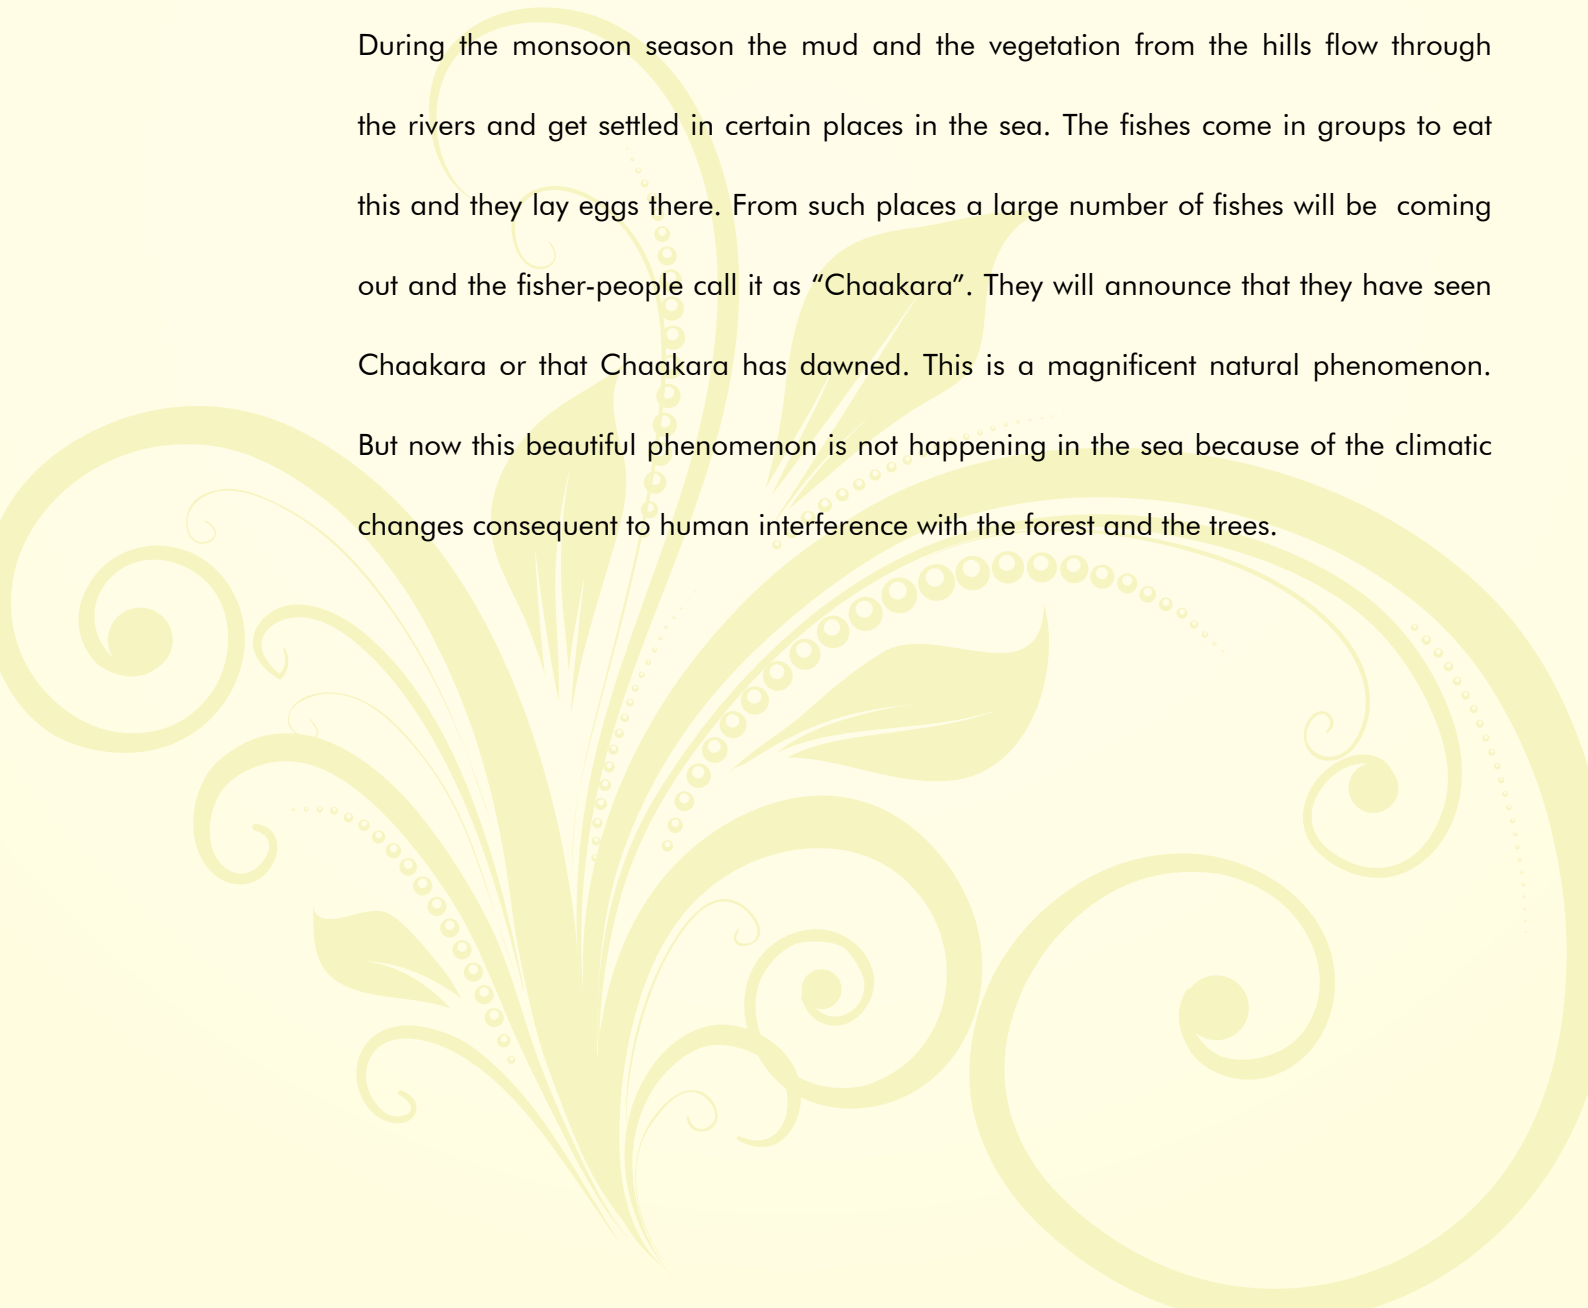 During the monsoon season the mud and the vegetation from the hills flow through
the rivers and get settled in certain places in the sea. The fishes come in groups to eat
this and they lay eggs there. From such places a large number of fishes will be  coming
out and the fisher-people call it as “Chaakara”. They will announce that they have seen
Chaakara or that Chaakara has dawned. This is a magnificent natural phenomenon.
But now this beautiful phenomenon is not happening in the sea because of the climatic
changes consequent to human interference with the forest and the trees.